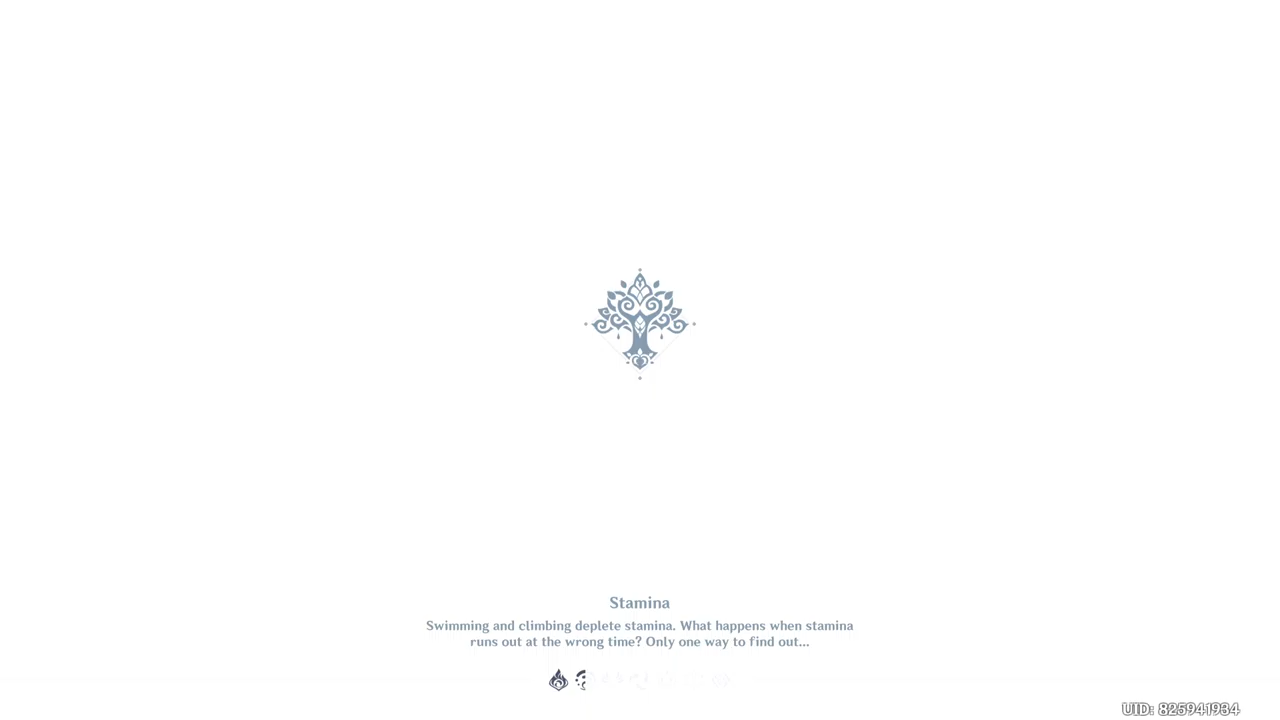 Stamina
Swimming and climbing deplete stamina. What happens when stamina
runs out at the wrong time? Only one way to find out...
UID: 825941934